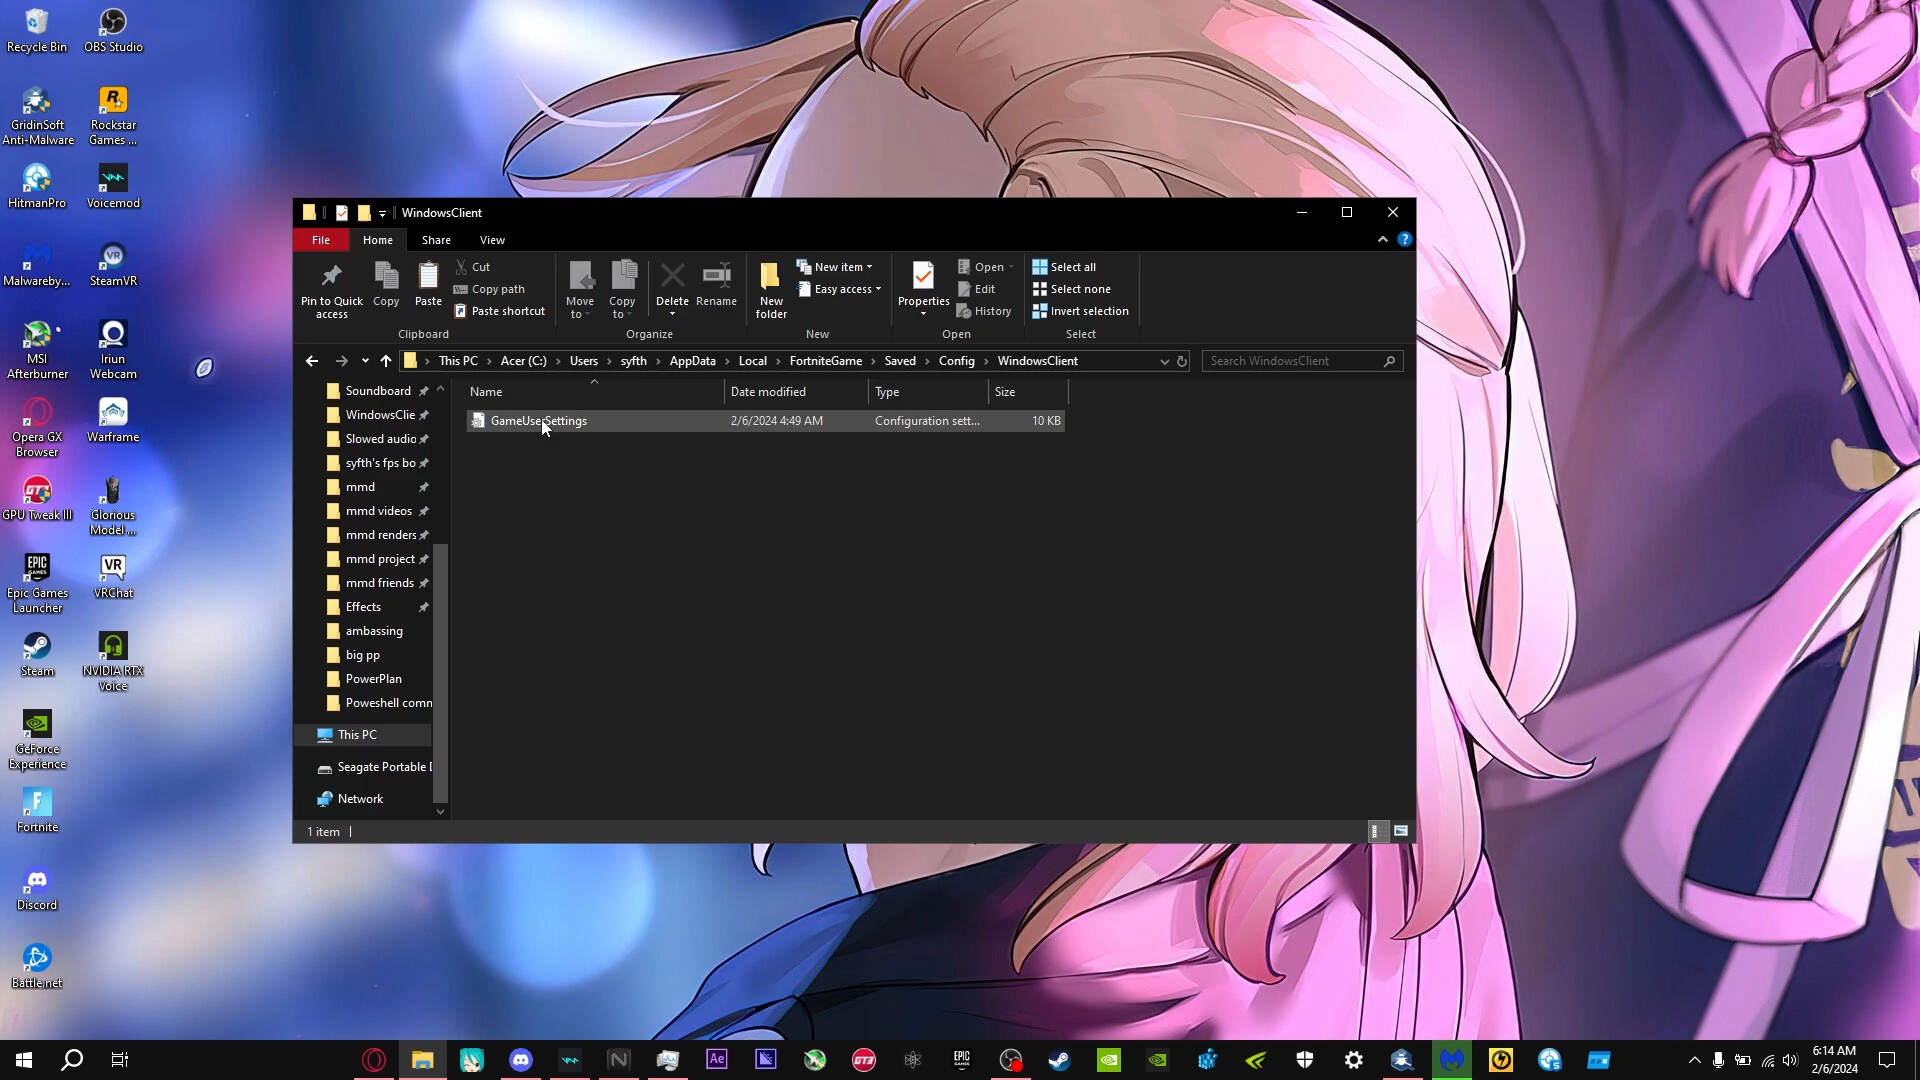 Recycle Bin
OBS Studio
GridinSoft
Anti-Malware
Rockstar
Games ...
HitmanPro
Voicemod
Malwareby...
SteamVR
MSI
Afterburner
Iriun
Webcam
Opera GX
Browser
Warframe
GPU Tweak III
Glorious
Model ...
Epic Games
Launcher
VRChat
Steam
NVIDIA RTX
Voice
GeForce
Experience
Fortnite
Discord
Battle.net
WindowsClient
File
Home
Share
View
Pin to Quick
access
Copy
Paste
Cut
Copy path
Paste shortcut
Clipboard
Move
to
Copy
to
Delete
Rename
Organize
New
folder
New item
Easy access
New
Properties
Open
Edit
History
Open
Select all
Select none
Invert selection
Select
This PC
Acer (C:)
Users
syfth
AppData
Local
FortniteGame
Saved
Config
WindowsClient
Search WindowsClient
Name
Date modified
Type
Size
GameUserSettings
2/6/2024 4:49 AM
Configuration sett...
10 KB
Soundboard
WindowsClie
Slowed audio
syfth's fps bo
mmd
mmd videos
mmd renders
mmd project
mmd friends
Effects
ambassing
big pp
PowerPlan
Poweshell comm
This PC
Seagate Portable D
Network
1 item
6:14 AM
2/6/2024